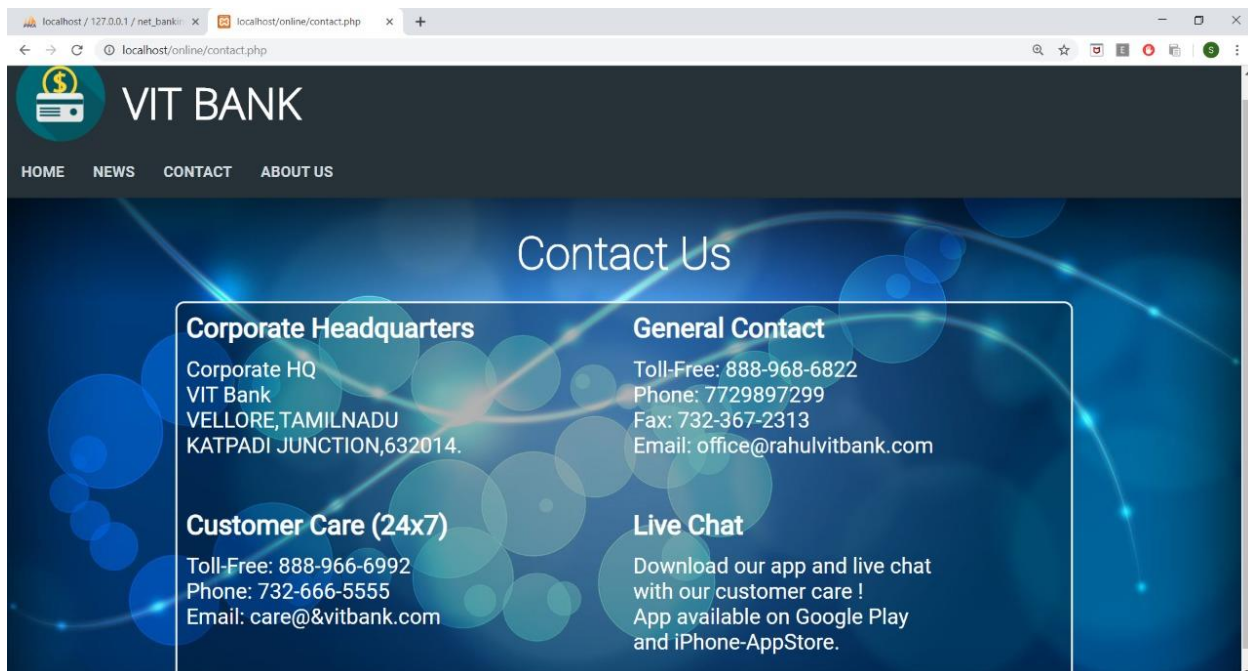 localhost / 127.0.0.1 / net_bankin
localhost/online/contact.php
localhost/online/contact.php
VIT BANK
HOME NEWS CONTACT ABOUT US
Contact Us
Corporate Headquarters
Corporate HQ
VIT Bank
VELLORE,TAMILNADU
KATPADI JUNCTION,632014.
General Contact
Toll-Free: 888-968-6822
Phone: 7729897299
Fax: 732-367-2313
Email: office@rahulvitbank.com
Customer Care (24x7)
Toll-Free: 888-966-6992
Phone: 732-666-5555
Email: care@&vitbank.com
Live Chat
Download our app and live chat
with our customer care !
App available on Google Play
and iPhone-AppStore.